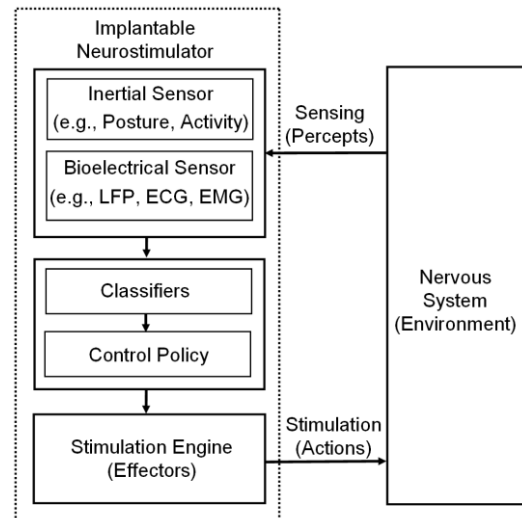 Implantable
Neurostimulator
Inertial Sensor
(e.g., Posture, Activity)
Bioelectrical Sensor
(e.g., LFP, ECG, EMG)
Classifiers
Control Policy
Stimulation Engine
(Effectors)
Sensing
(Percepts)
Stimulation
(Actions)
Nervous
System
(Environment)